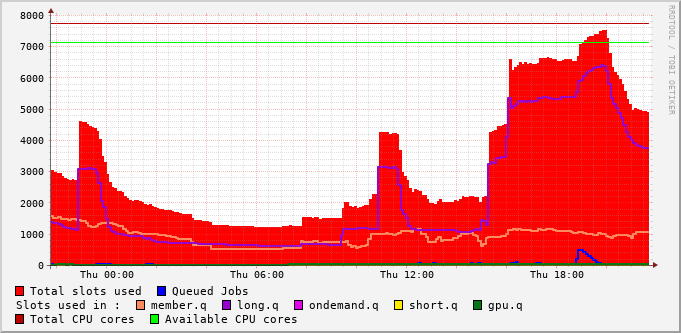 8000
7000
6000
5000
4000
3000
2000
1000
0
Thu 00:00 Thu 06:00 Thu 12:00 Thu 18:00
RRDTOOL / TOBI OETIKER
Total slots used Queued Jobs
Slots used in : member.q long.q ondemand.q short.q gpu.q
Total CPU cores Available CPU cores